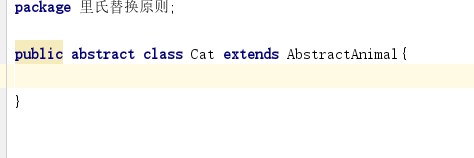 package 里氏替换原则;
public abstract class Cat extends AbstractAnimal{
}